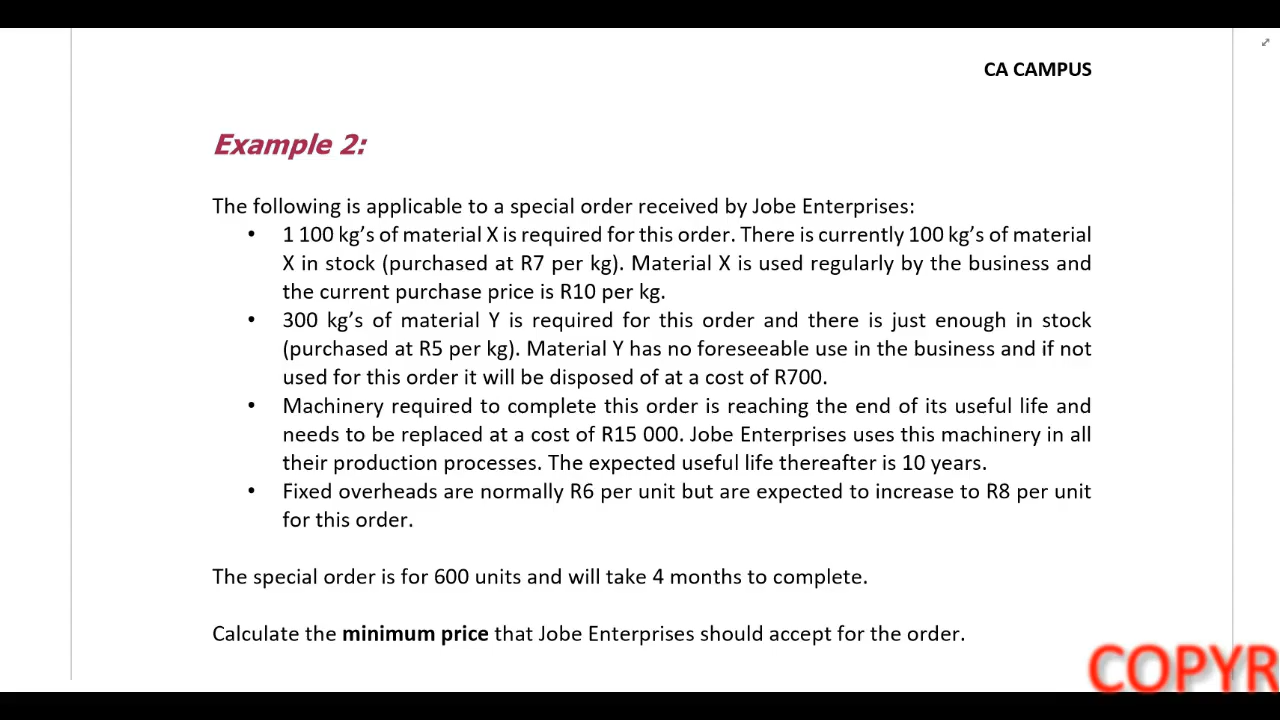 CA CAMPUS
Example 2:
The following is applicable to a special order received by Jobe Enterprises:
• 1 100 kg’s of material X is required for this order. There is currently 100 kg’s of material
X in stock (purchased at R7 per kg). Material X is used regularly by the business and
the current purchase price is R10 per kg.
• 300 kg’s of material Y is required for this order and there is just enough in stock
(purchased at R5 per kg). Material Y has no foreseeable use in the business and if not
used for this order it will be disposed of at a cost of R700.
• Machinery required to complete this order is reaching the end of its useful life and
needs to be replaced at a cost of R15 000. Jobe Enterprises uses this machinery in all
their production processes. The expected useful life thereafter is 10 years.
• Fixed overheads are normally R6 per unit but are expected to increase to R8 per unit
for this order.
The special order is for 600 units and will take 4 months to complete.
Calculate the minimum price that Jobe Enterprises should accept for the order.
COPYR